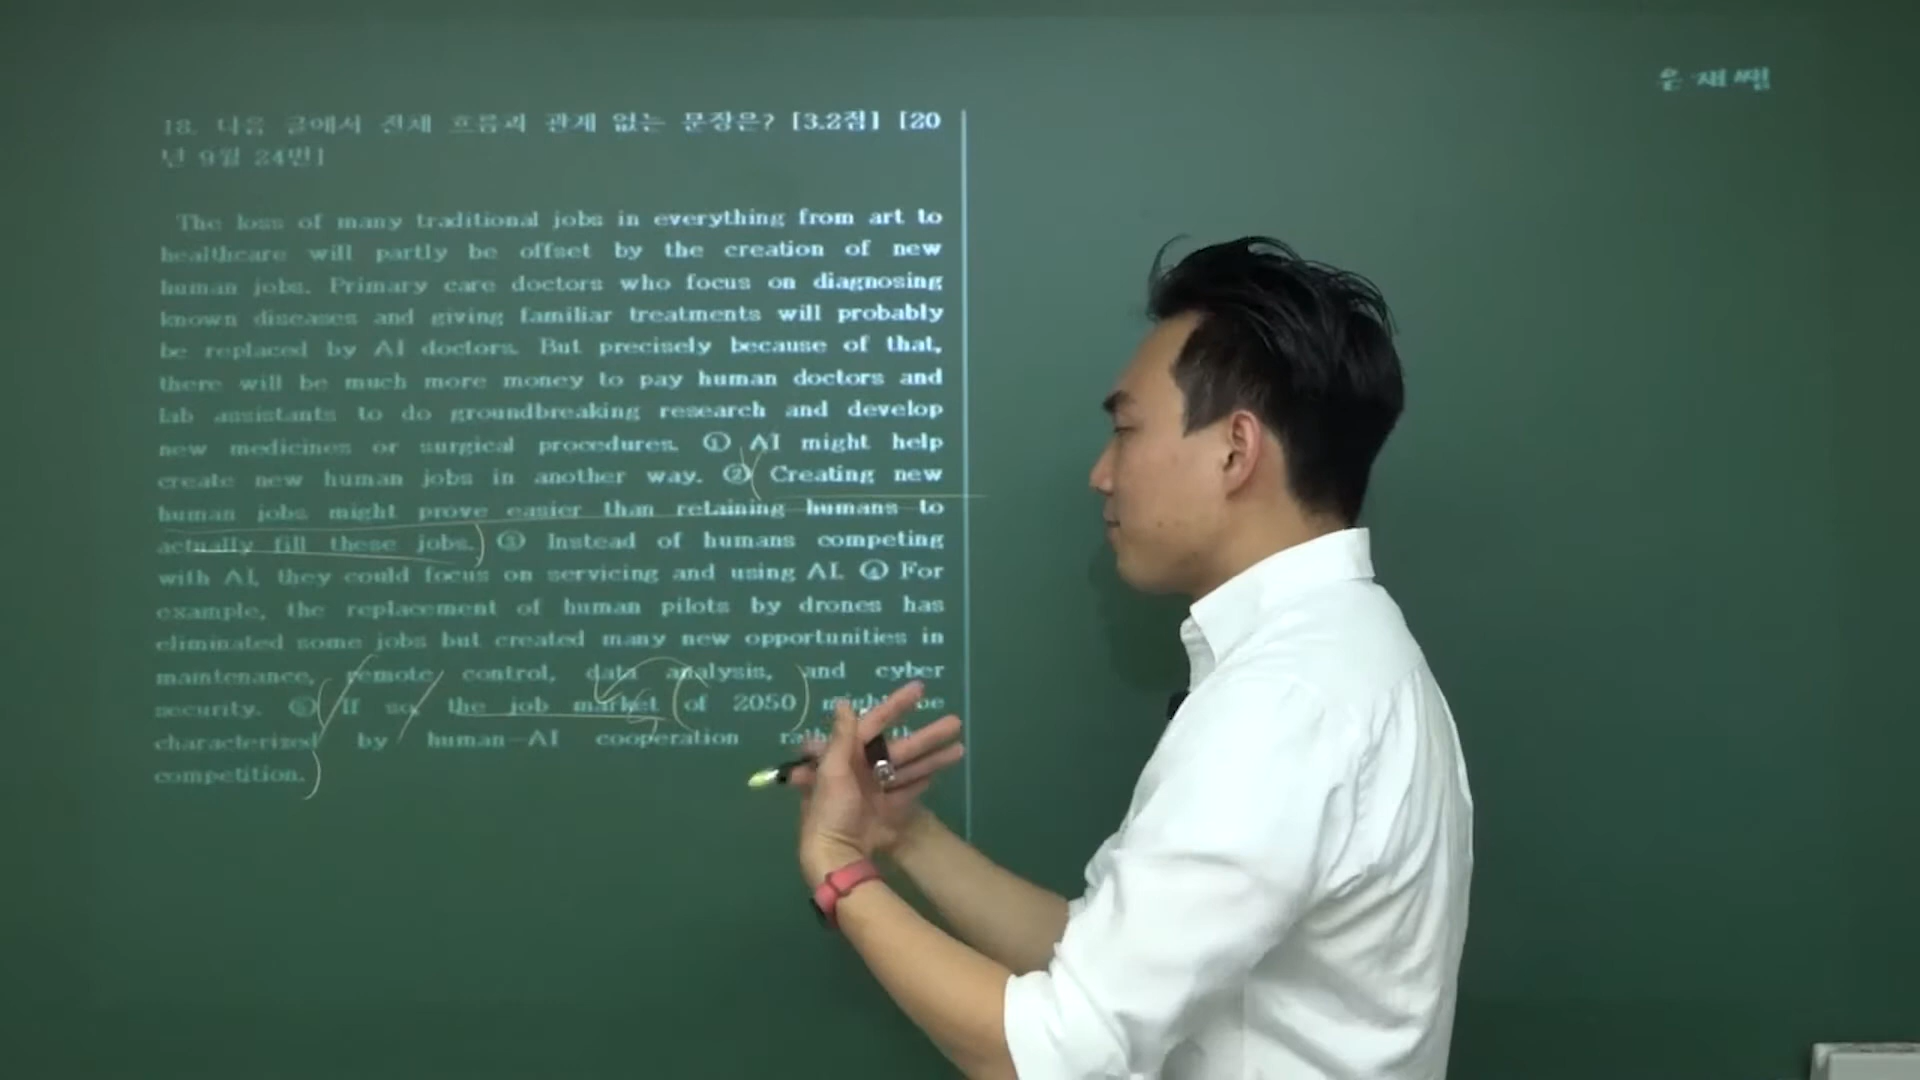 18. 다음 글에서 전체 흐름과 관계 없는 문장은? [3.2점] [20
년 9월 24번]
The loss of many traditional jobs in everything from art to
healthcare will partly be offset by the creation of new
human jobs. Primary care doctors who focus on diagnosing
known diseases and giving familiar treatments will probably
be replaced by AI doctors. But precisely because of that,
there will be much more money to pay human doctors and
lab assistants to do groundbreaking research and develop
new medicines or surgical procedures. ① AI might help
create new human jobs in another way. ② Creating new
human jobs might prove easier than retaining humans to
actually fill these jobs. ③ Instead of humans competing
with AI, they could focus on servicing and using AI. ④ For
example, the replacement of human pilots by drones has
eliminated some jobs but created many new opportunities in
maintenance, remote control, data analysis, and cyber
security. ⑤ If so, the job market of 2050 might be
characterized by human-AI cooperation
competition.
은재쌤